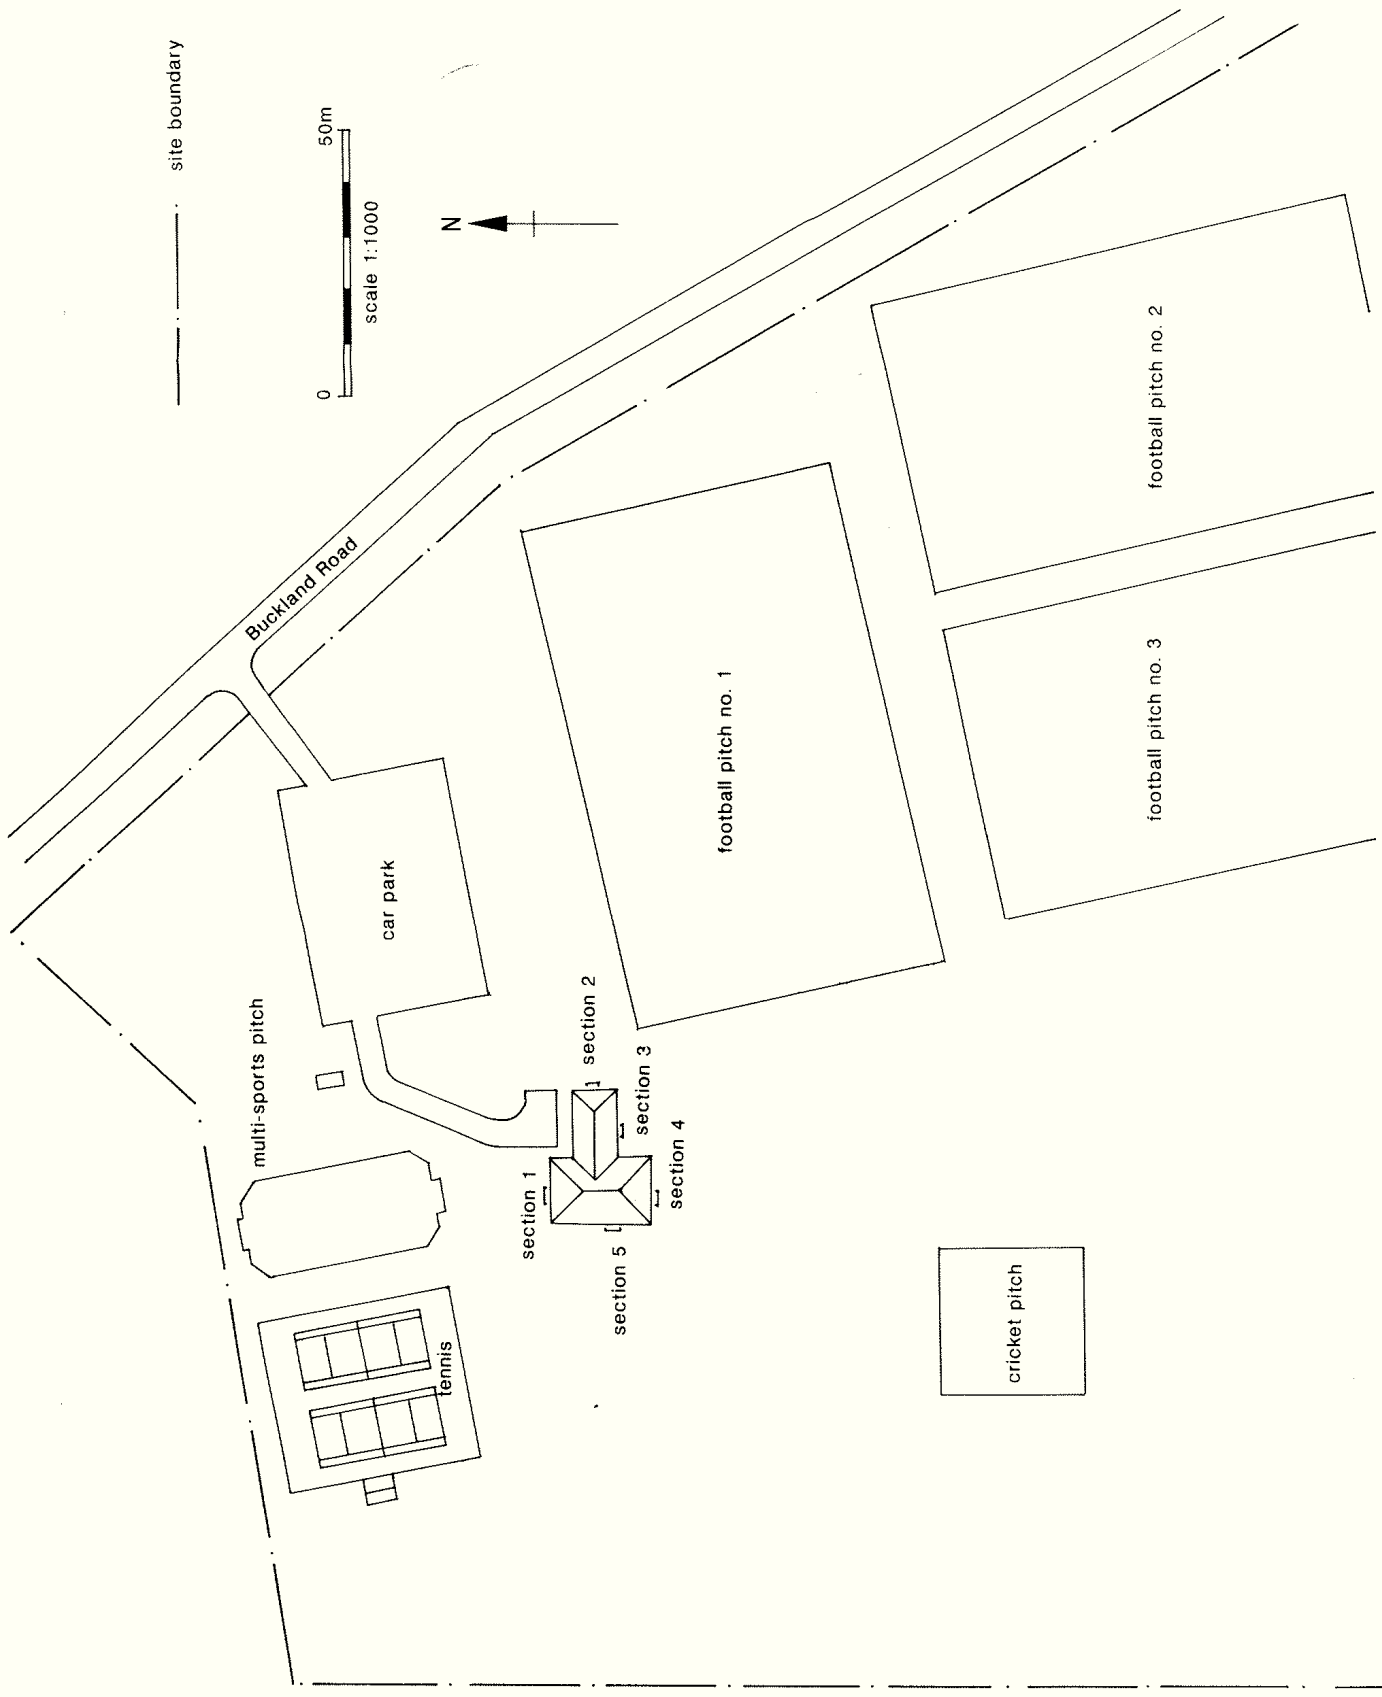 site boundary
0
50m
scale 1:1000
N
Buckland Road
car park
multi-sports pitch
tennis
section 1
section 2
section 3
section 4
section 5
football pitch no. 1
football pitch no. 2
football pitch no. 3
cricket pitch